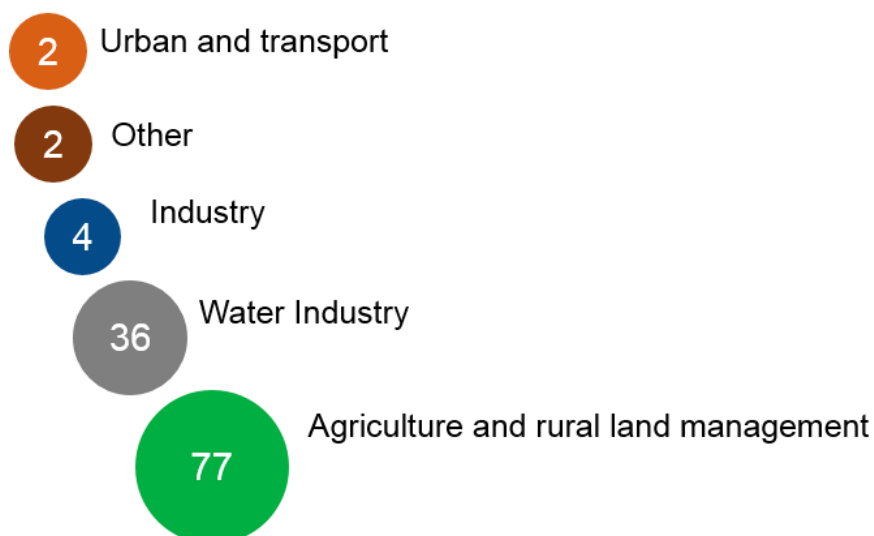 2 Urban and transport
2 Other
4 Industry
36 Water Industry
77 Agriculture and rural land management